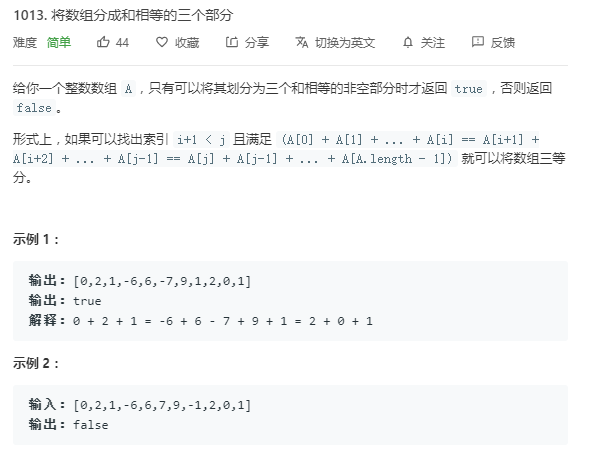 1013. 将数组分成和相等的三个部分
难度 简单 44 收藏 分享 切换为英文 关注 反馈
给你一个整数数组 A，只有可以将其划分为三个和相等的非空部分时才返回 true，否则返回
false。
形式上，如果可以找出索引 i+1 < j 且满足 (A[0] + A[1] + ... + A[i] == A[i+1] +
A[i+2] + ... + A[j-1] == A[j] + A[j-1] + ... + A[A.length - 1]) 就可以将数组三等
分。
示例 1：
输出：[0,2,1,-6,6,-7,9,1,2,0,1]
输出：true
解释：0 + 2 + 1 = -6 + 6 - 7 + 9 + 1 = 2 + 0 + 1
示例 2：
输入：[0,2,1,-6,6,7,9,-1,2,0,1]
输出：false